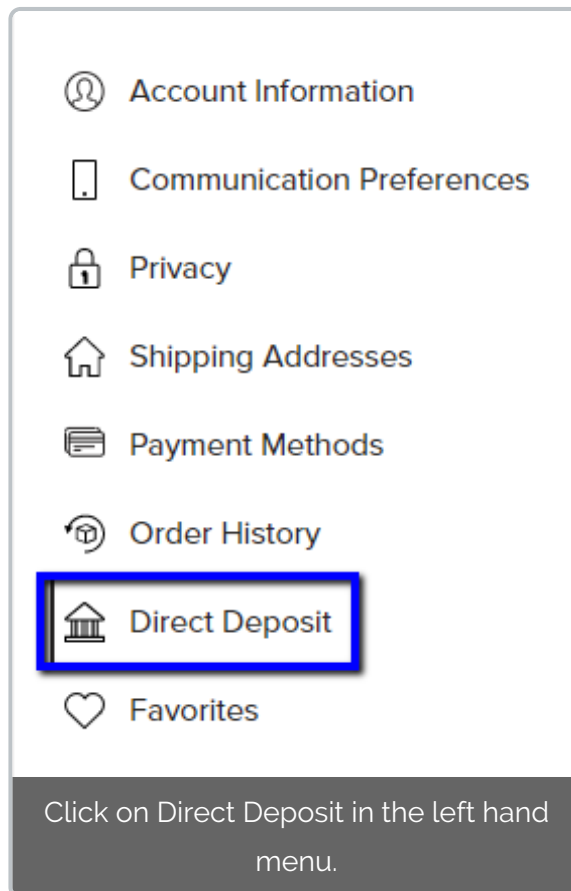 Account Information
Communication Preferences
Privacy
Shipping Addresses
Payment Methods
Order History
Direct Deposit
Favorites
Click on Direct Deposit in the left hand
menu.